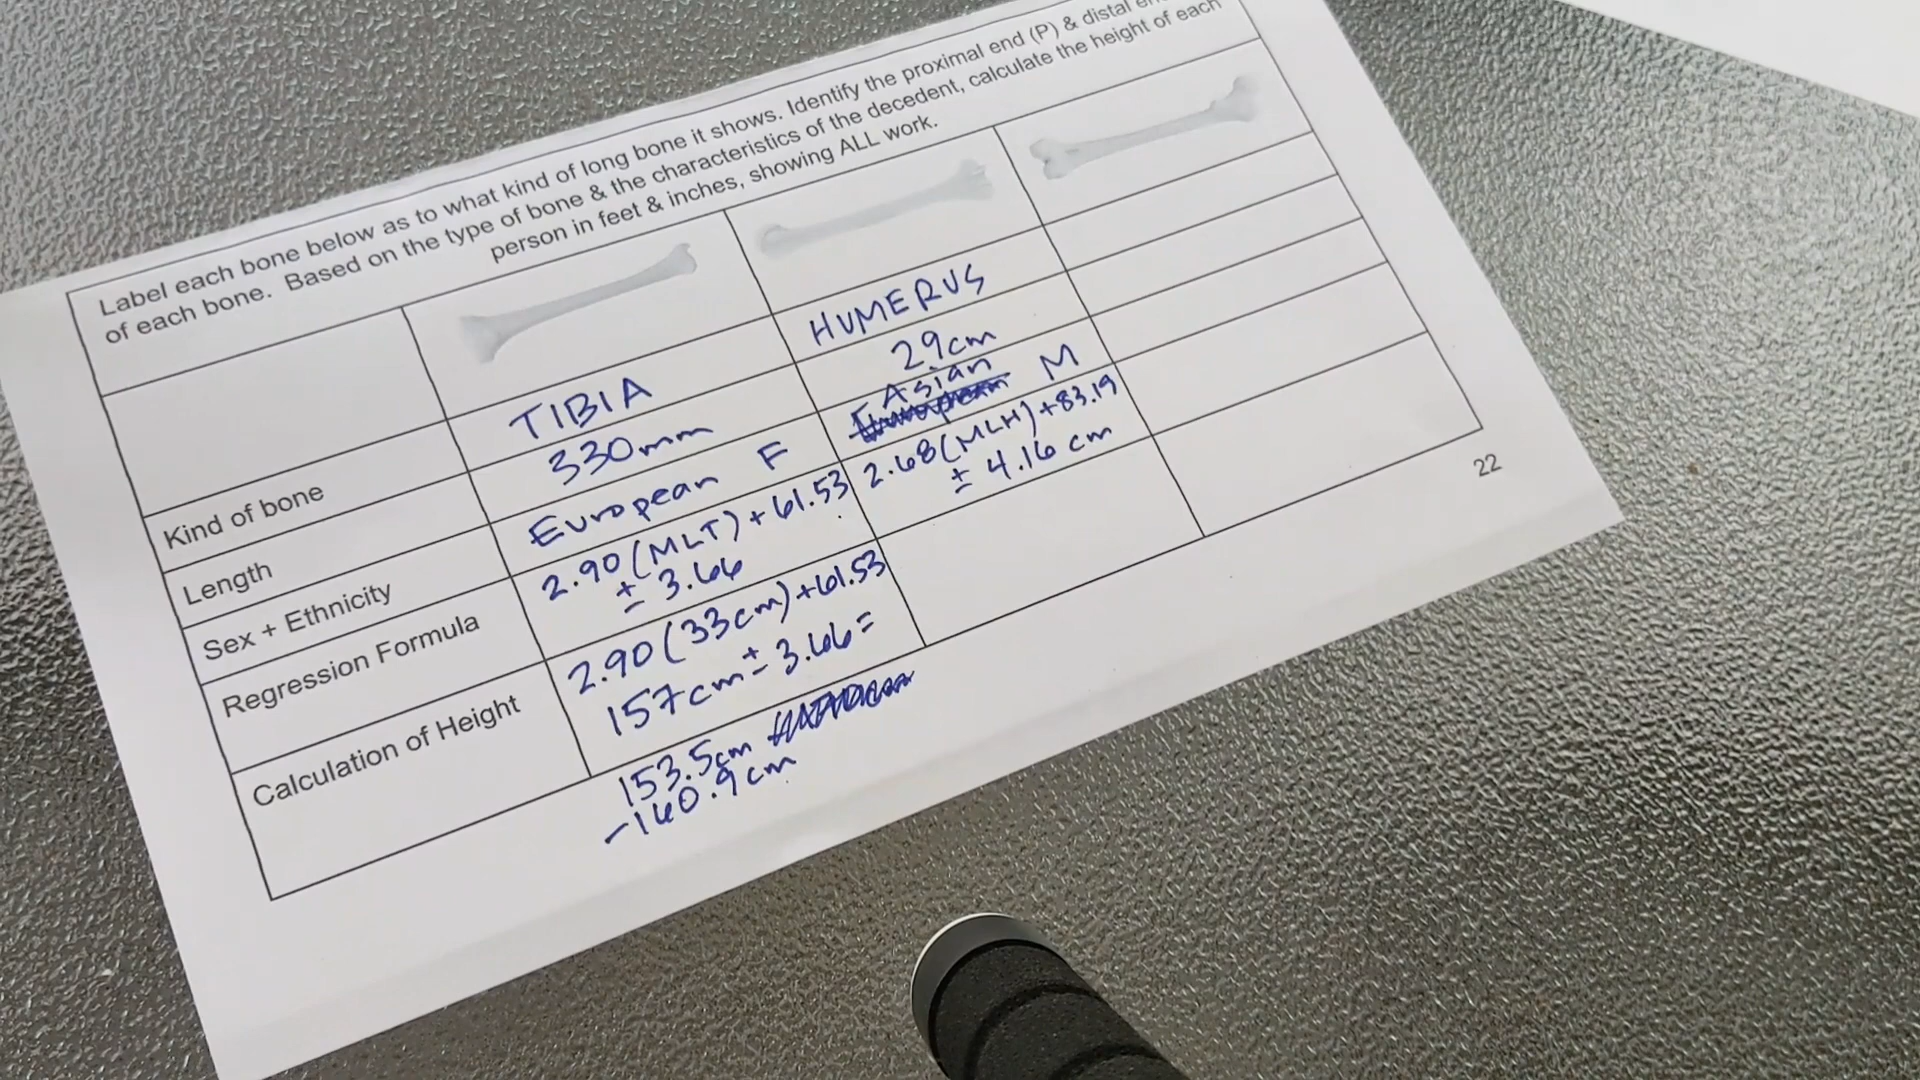 Label each bone below as to what kind of long bone it shows. Identify the proximal end (P) & distal
of each bone. Based on the type of bone & the characteristics of the decedent, calculate the height of each
person in feet & inches, showing ALL work.
Kind of bone TIBIA HUMERUS
Length 330mm 29cm
Sex + Ethnicity European F Asian M
Regression Formula 2.90(MLT)+61.53 2.68(MLH)+83.19
± 3.66 ± 4.16 cm
Calculation of Height 2.90(33cm)+61.53
157cm ± 3.66=
153.5cm
-160.9cm
22